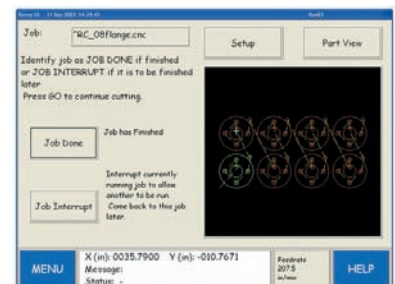 Job: "RC_08flange.cnc
Setup
Part View
Identify job as JOB DONE if finished
or JOB INTERRUPT if it is to be finished
later
Press GO to continue cutting.
Job Done
Job has Finished
Job Interrupt
Interrupt currently
running job to allow
another to be run.
Come back to this job
later.
MENU
X (in): 0035.7900 Y (in): -010.7671
Message:
Status: -
Feedrate
207.5
HELP